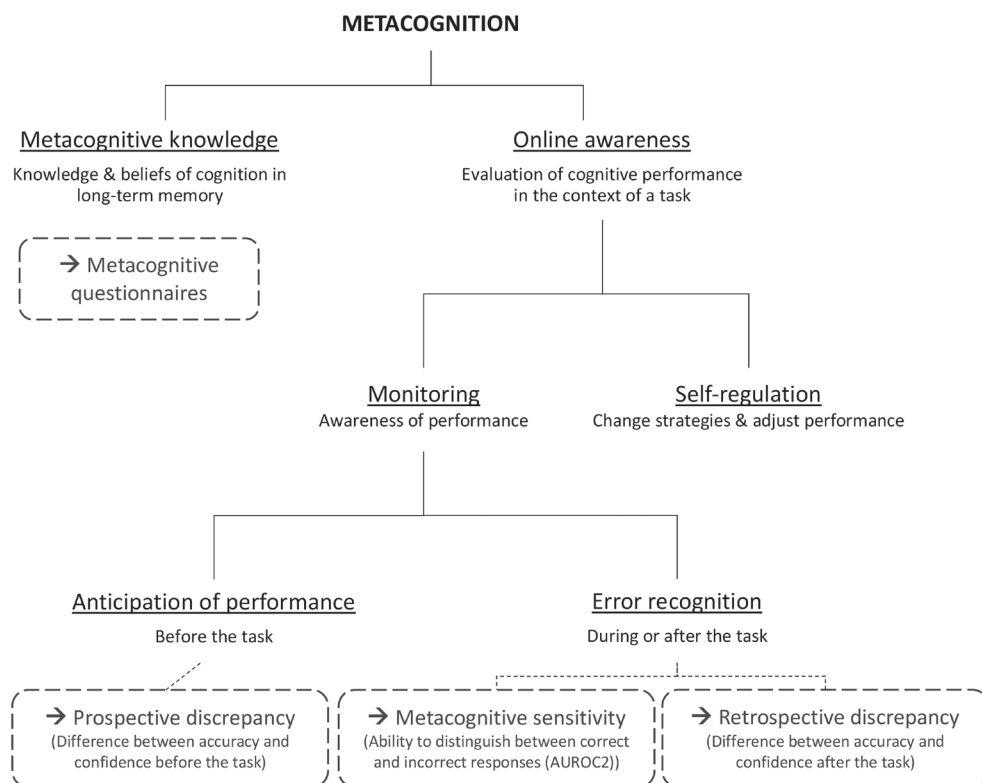 METACOGNITION
Metacognitive knowledge
Knowledge & beliefs of cognition in
long-term memory
→ Metacognitive
questionnaires
Online awareness
Evaluation of cognitive performance
in the context of a task
Monitoring
Awareness of performance
Self-regulation
Change strategies & adjust performance
Anticipation of performance
Before the task
Error recognition
During or after the task
→ Prospective discrepancy
(Difference between accuracy and
confidence before the task)
→ Metacognitive sensitivity
(Ability to distinguish between correct
and incorrect responses (AUROC2))
→ Retrospective discrepancy
(Difference between accuracy and
confidence after the task)